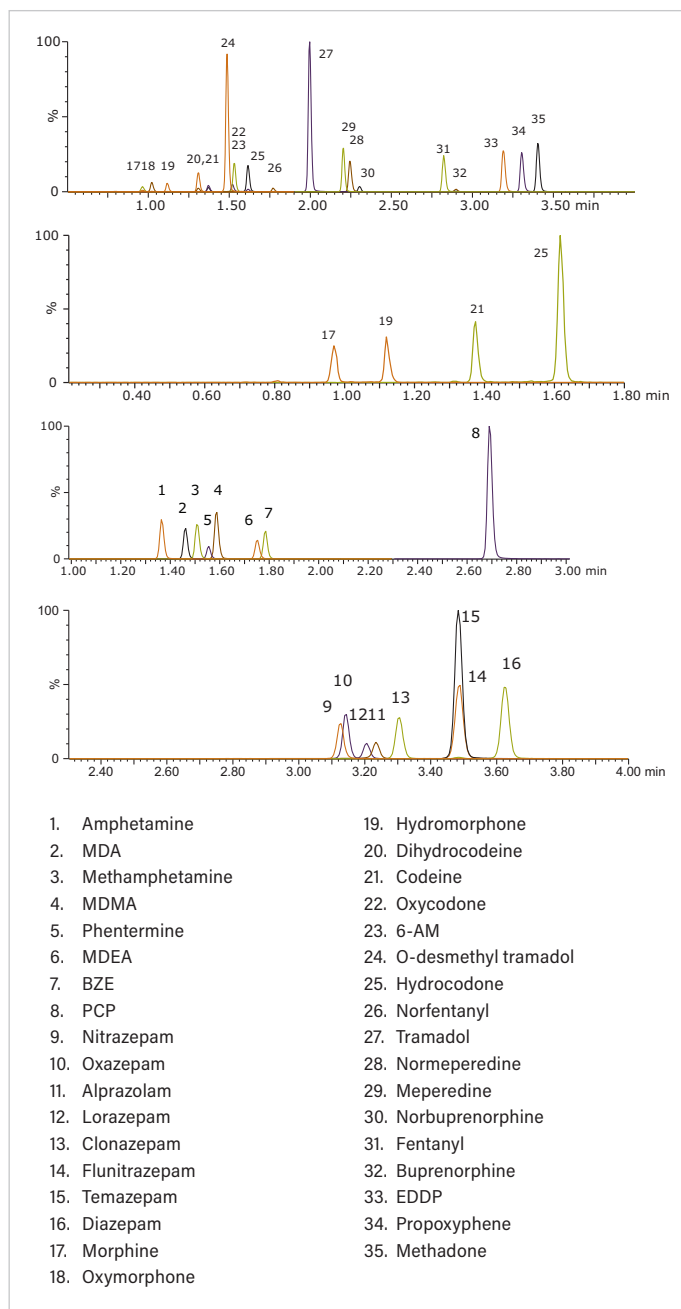 100
%
0
1718 19
20,21
24
22
23
25
26
27
29
28
30
31
32
33
34
35
1.00 1.50 2.00 2.50 3.00 3.50 min
100
%
0
17
19
21
25
0.40 0.60 0.80 1.00 1.20 1.40 1.60 1.80 min
100
%
0
1
2
3
5
4
6
7
8
1.00 1.20 1.40 1.60 1.80 2.00 2.20 2.40 2.60 2.80 3.00 min
100
%
0
9
10
1211
13
15
14
16
2.40 2.60 2.80 3.00 3.20 3.40 3.60 3.80 4.00 min
1. Amphetamine
2. MDA
3. Methamphetamine
4. MDMA
5. Phentermine
6. MDEA
7. BZE
8. PCP
9. Nitrazepam
10. Oxazepam
11. Alprazolam
12. Lorazepam
13. Clonazepam
14. Flunitrazepam
15. Temazepam
16. Diazepam
17. Morphine
18. Oxymorphone
19. Hydromorphone
20. Dihydrocodeine
21. Codeine
22. Oxycodone
23. 6-AM
24. O-desmethyl tramadol
25. Hydrocodone
26. Norfentanyl
27. Tramadol
28. Normeperedine
29. Meperedine
30. Norbuprenorphine
31. Fentanyl
32. Buprenorphine
33. EDDP
34. Propoxyphene
35. Methadone